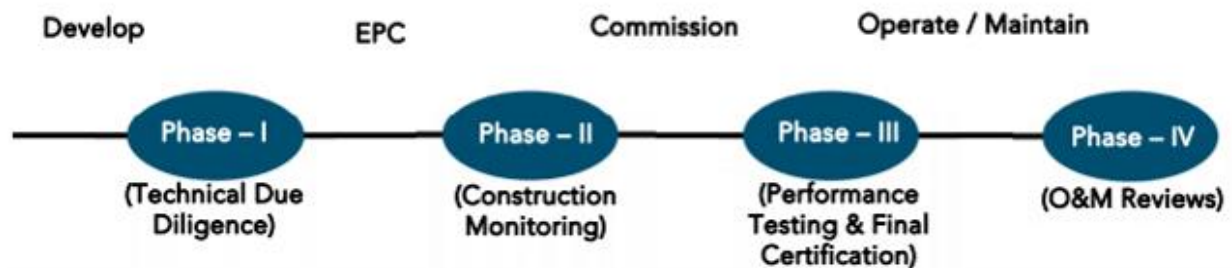 Develop
EPC
Commission
Operate / Maintain
Phase – I
Phase – II
Phase – III
Phase – IV
(Technical Due
Diligence)
(Construction
Monitoring)
(Performance
Testing & Final
Certification)
(O&M Reviews)